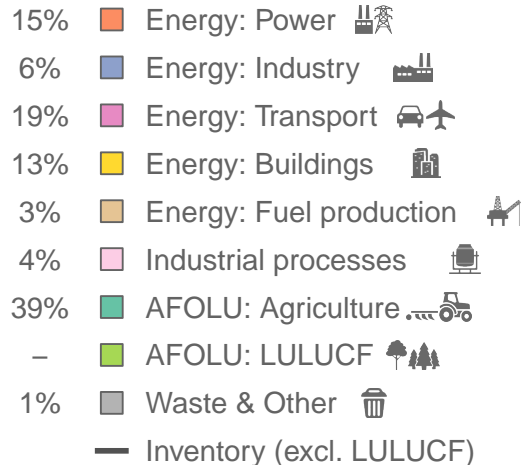 15% Energy: Power
6% Energy: Industry
19% Energy: Transport
13% Energy: Buildings
3% Energy: Fuel production
4% Industrial processes
39% AFOLU: Agriculture
– AFOLU: LULUCF
1% Waste & Other
Inventory (excl. LULUCF)